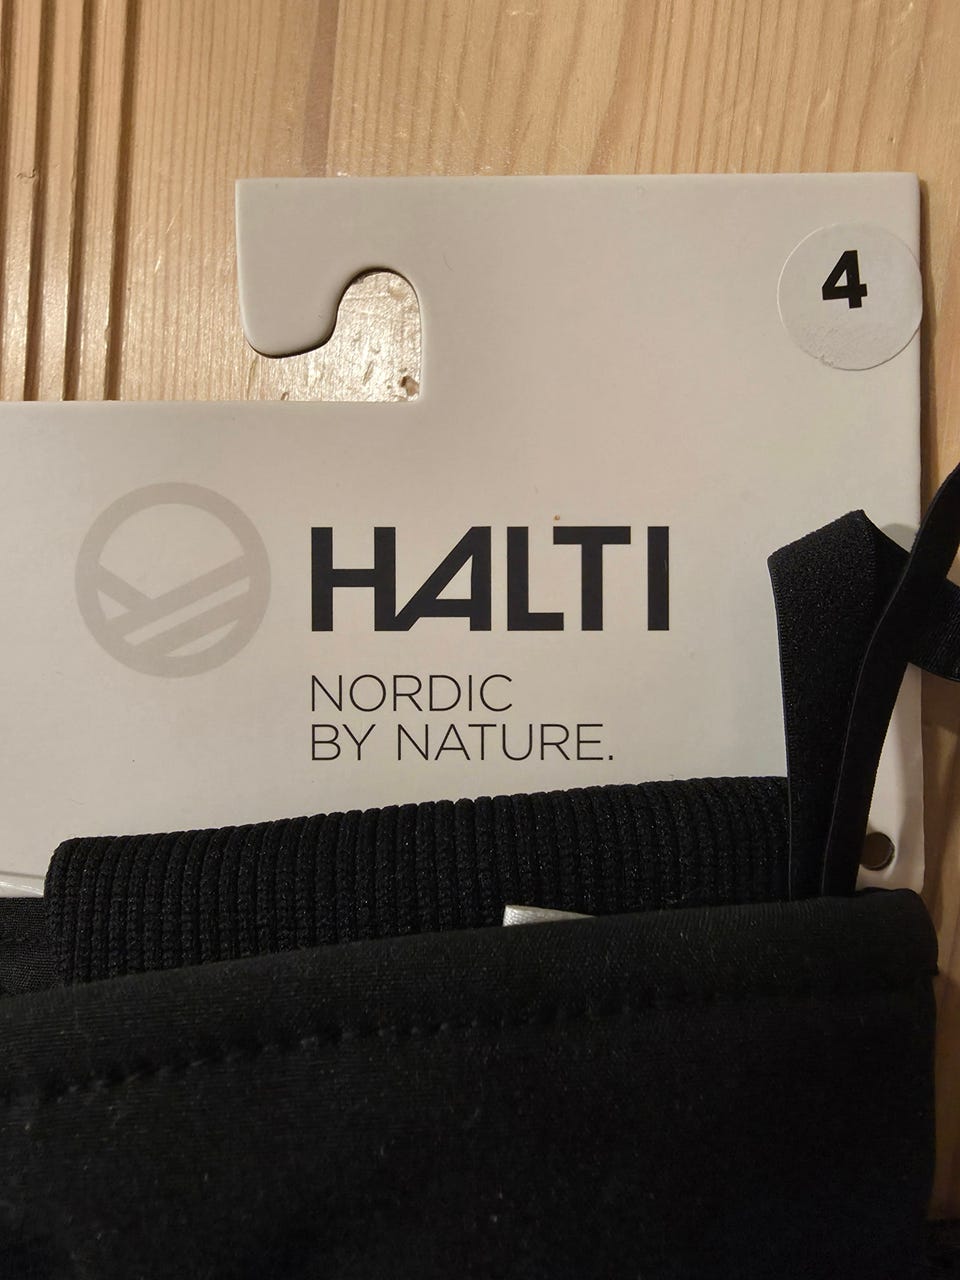 4
HALTI
NORDIC
BY NATURE.